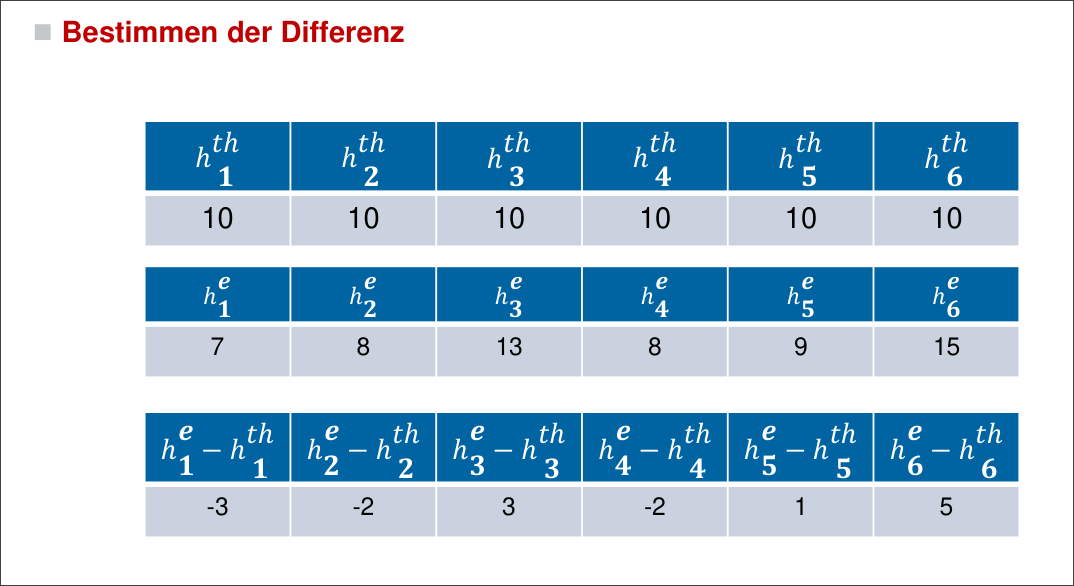 Bestimmen der Differenz
h_1^{th} h_2^{th} h_3^{th} h_4^{th} h_5^{th} h_6^{th}
10 10 10 10 10 10
h_1^e h_2^e h_3^e h_4^e h_5^e h_6^e
7 8 13 8 9 15
h_1^e − h_1^{th} h_2^e − h_2^{th} h_3^e − h_3^{th} h_4^e − h_4^{th} h_5^e − h_5^{th} h_6^e − h_6^{th}
-3 -2 3 -2 1 5